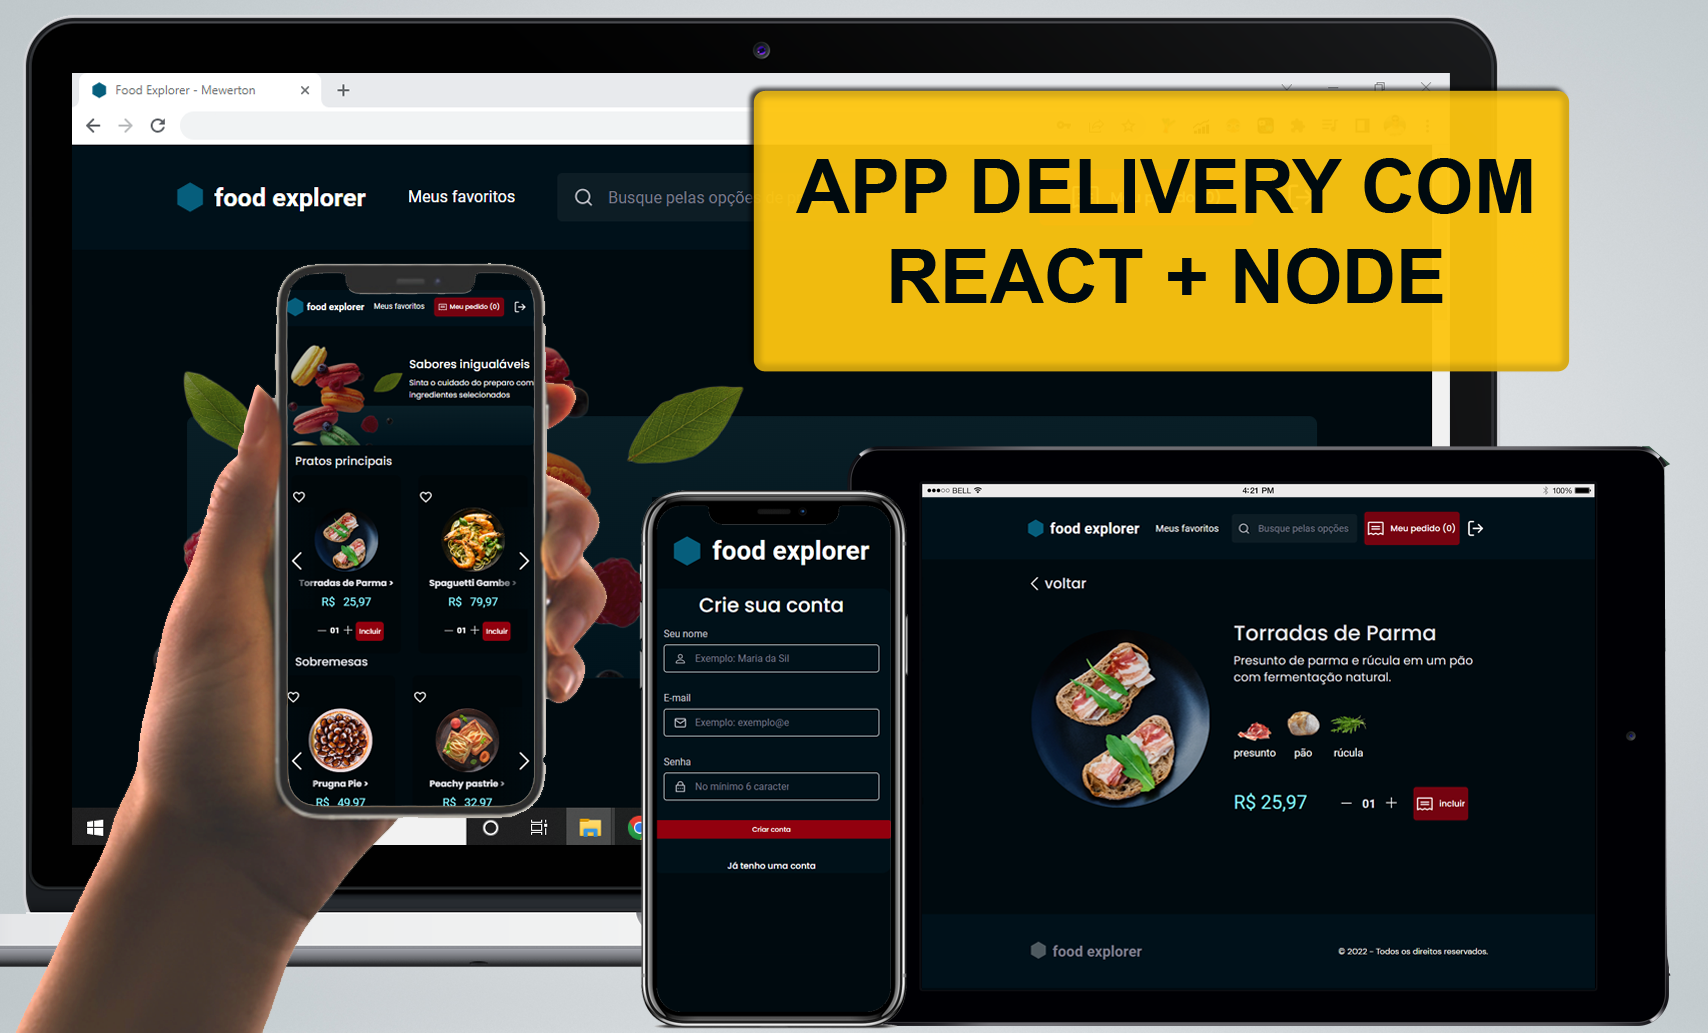 Food Explorer - Mewerton
food explorer
Meus favoritos
Busque pelas opções de p
APP DELIVERY COM
REACT + NODE
food explorer
Meus favoritos
Meu pedido (0)
Sabores inigualáveis
Sinta o cuidado do preparo com
ingredientes selecionados
Pratos principais
Torradas de Parma >
Spaguetti Gambe >
R$ 25,97
R$ 79,97
01
Incluir
01
Incluir
Sobremesas
Prugna Pie >
Peachy pastrie >
R$ 49,97
R$ 32,97
food explorer
Crie sua conta
Seu nome
Exemplo: Maria da Sil
E-mail
Exemplo: exemplo@e
Senha
No mínimo 6 caracter
Criar conta
Já tenho uma conta
BELL
4:21 PM
100%
food explorer
Meus favoritos
Busque pelas opções
Meu pedido (0)
voltar
Torradas de Parma
Presunto de parma e rúcula em um pão
com fermentação natural.
presunto
pão
rúcula
R$ 25,97
01
incluir
food explorer
© 2022 - Todos os direitos reservados.